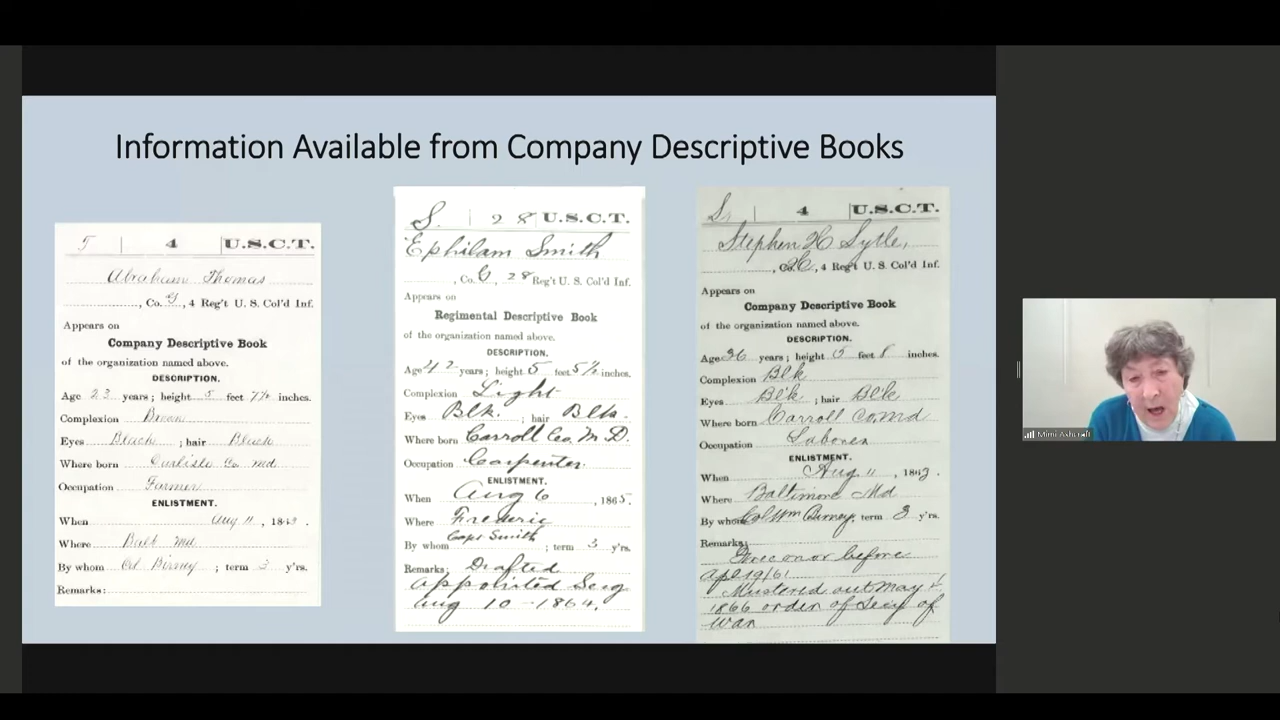 Information Available from Company Descriptive Books
T | 4 | U.S.C.T.
Abraham Thomas
, Co. G, 4 Reg't U. S. Col'd Inf.
Appears on
Company Descriptive Book
of the organization named above.
DESCRIPTION.
Age 23 years; height 5 feet 7½ inches.
Complexion Brown
Eyes Black ; hair Black
Where born Co Md
Occupation Farmer
ENLISTMENT.
When Aug 11, 1863.
Where Balt Md
By whom Col Birney ; term 3 y'rs.
Remarks:
S. | 28 U.S.C.T.
Ephilam Smith
, Co. G, 28 Reg't U. S. Col'd Inf.
Appears on
Regimental Descriptive Book
of the organization named above.
DESCRIPTION.
Age 42 years; height 5 feet 5½ inches.
Complexion Light
Eyes Blk. ; hair Blk.
Where born Carroll Co. M.D.
Occupation Carpenter.
ENLISTMENT.
When Aug 6, 1865.
Where Frederic
By whom Capt Smith ; term 3 y'rs.
Remarks; Drafted
appointed Serg
Aug 10 - 1864.
S. | 4 | U.S.C.T.
Stephen H Sytle,
, Co. , 4 Reg't U. S. Col'd Inf.
Appears on
Company Descriptive Book
of the organization named above.
DESCRIPTION.
Age 26 years; height 5 feet 8 inches.
Complexion Blk
Eyes Blk ; hair Blk
Where born Carroll Co Md
Occupation Laborer
ENLISTMENT.
When Aug. 11, 1863.
Where Baltimore Md
By whom Col Wm Birney. term 3 y'rs.
Remarks;
Free on or before
Apl 19/61
Mustered out May
1866 order of Secy of
War
Mimi Ashcraft